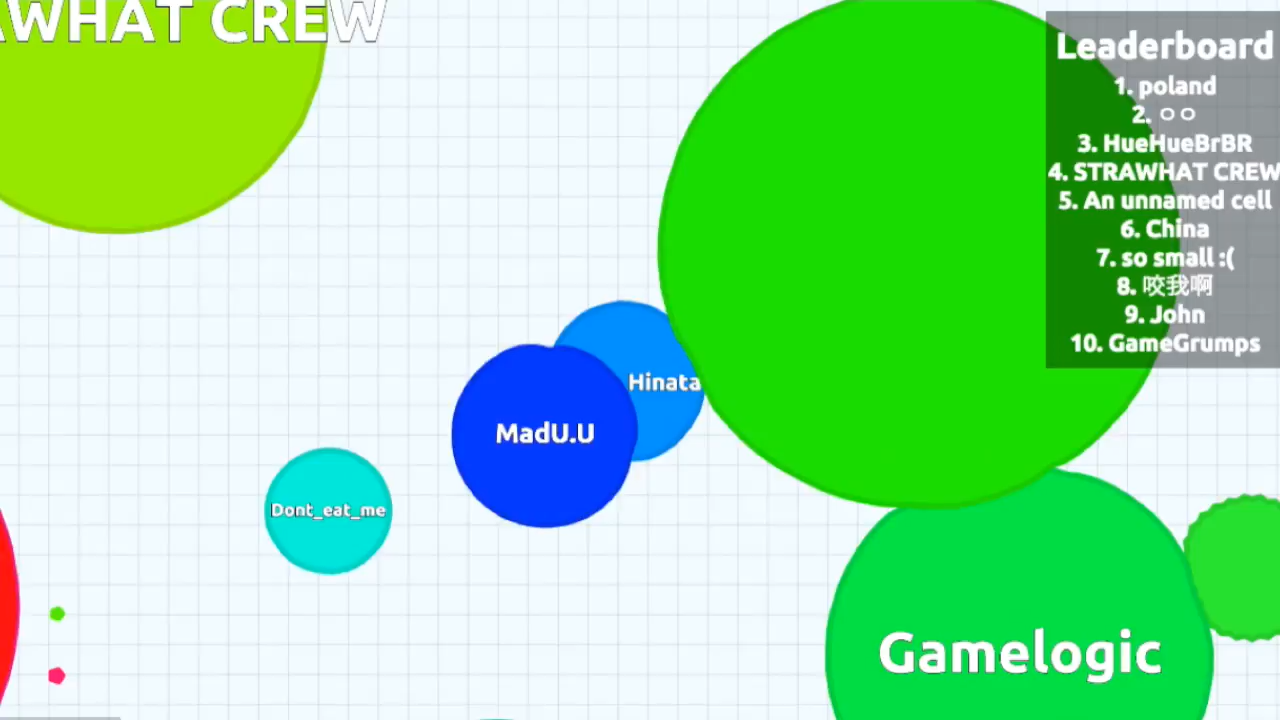 AWHAT CREW
Leaderboard
1. poland
2. ㅇㅇ
3. HueHueBrBR
4. STRAWHAT CREW
5. An unnamed cell
6. China
7. so small :(
8. 咬我啊
9. John
10. GameGrumps
Hinata
MadU.U
Dont_eat_me
Gamelogic